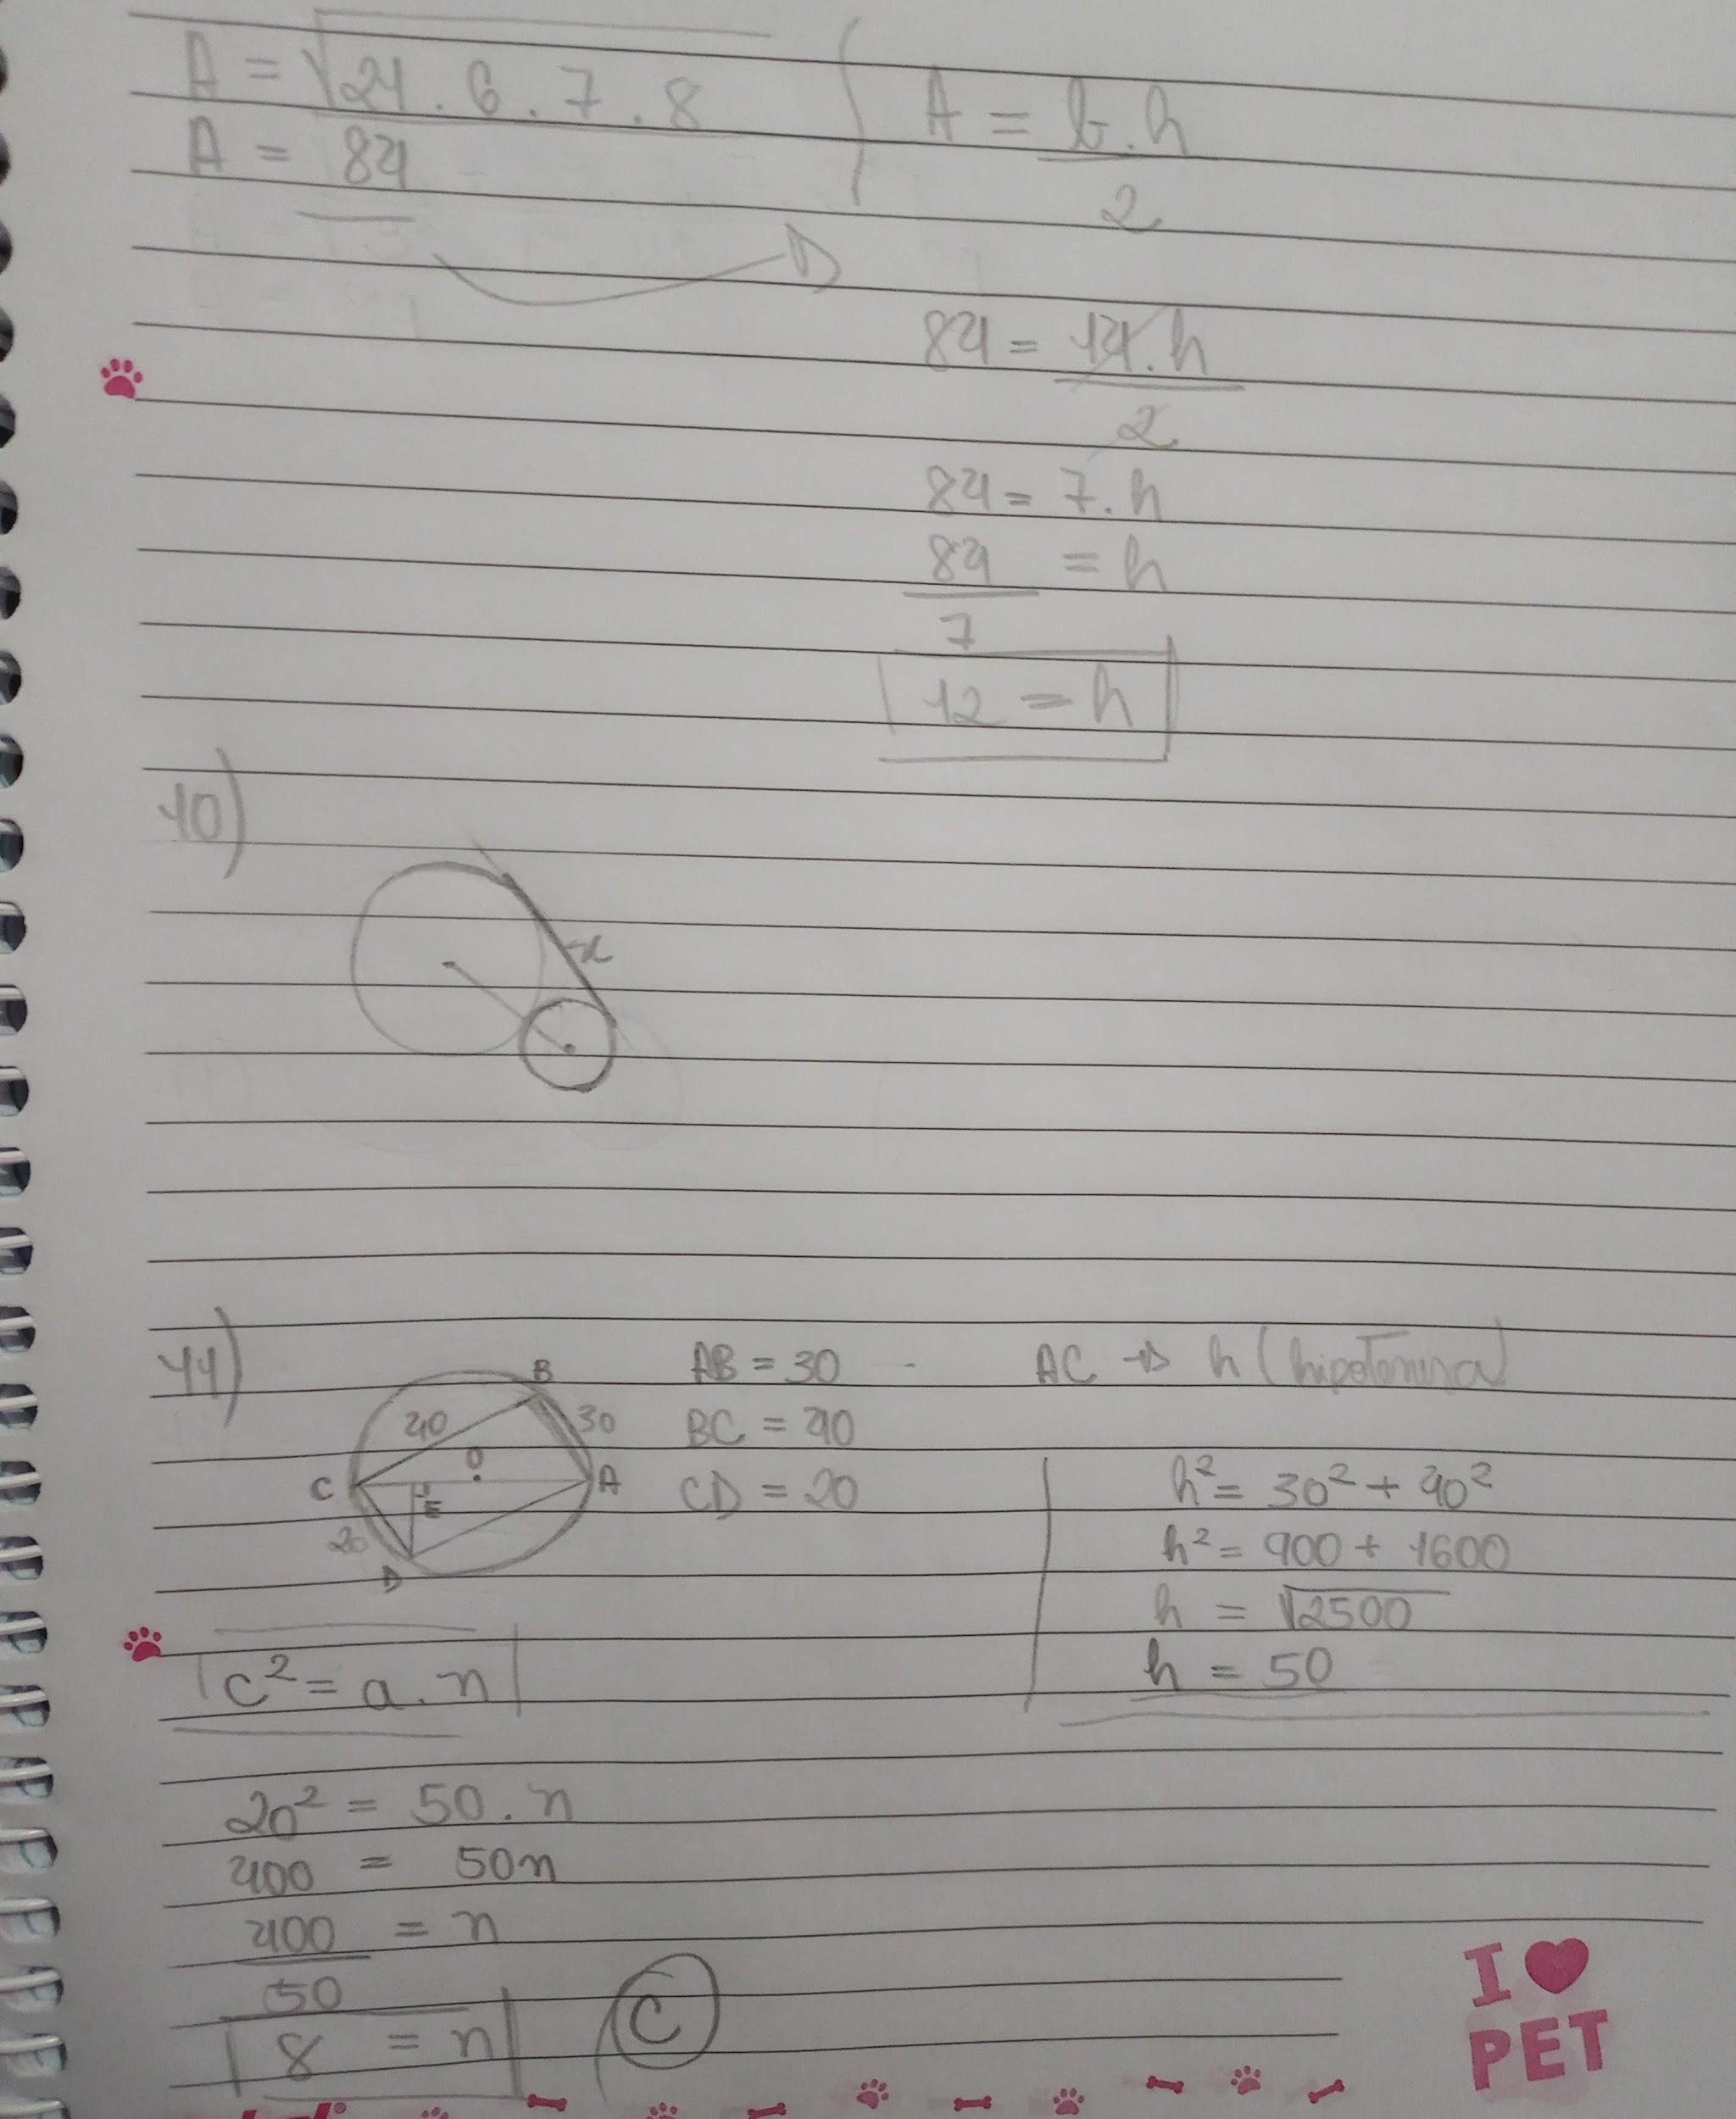 A = √21 . 6 . 7 . 8
A = 84
A = b . h
2
84 = 14 . h
2
84 = 7 . h
84 = h
7
12 = h
10)
x
11)
B
40
30
O
C
A
E
20
D
AB = 30
BC = 40
CD = 20
AC → h (hipotenusa)
h² = 30² + 40²
h² = 900 + 1600
h = √2500
h = 50
c² = a . n
20² = 50 . n
400 = 50n
400 = n
50
8 = n
C
I ♥
PET